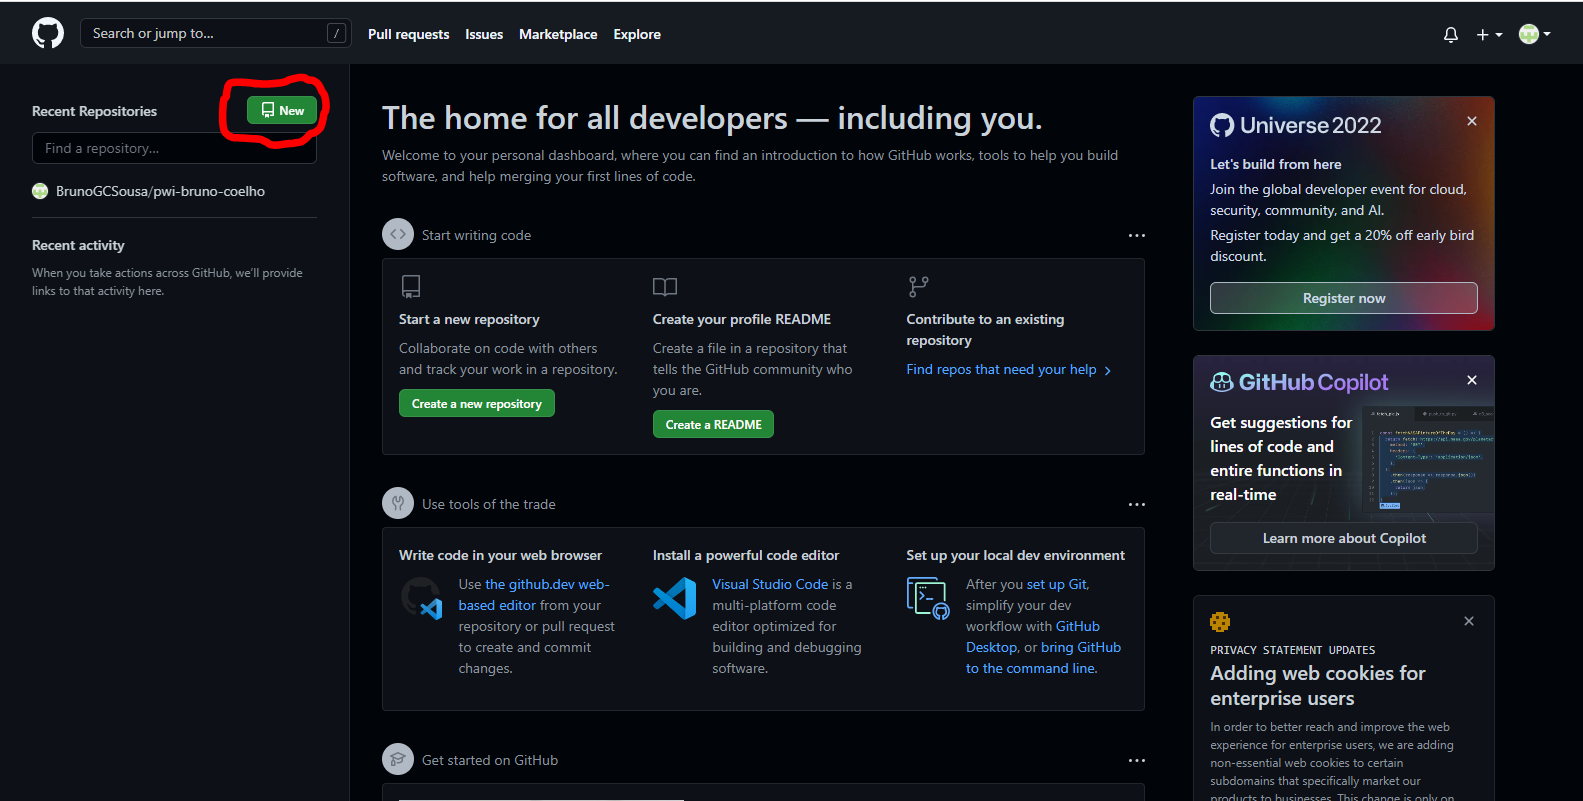 Search or jump to...
/
Pull requests
Issues
Marketplace
Explore
Recent Repositories
New
Find a repository...
BrunoGCSousa/pwi-bruno-coelho
Recent activity
When you take actions across GitHub, we'll provide
links to that activity here.
The home for all developers — including you.
Welcome to your personal dashboard, where you can find an introduction to how GitHub works, tools to help you build
software, and help merging your first lines of code.
Start writing code
Start a new repository
Collaborate on code with others
and track your work in a repository.
Create a new repository
Create your profile README
Create a file in a repository that
tells the GitHub community who
you are.
Create a README
Contribute to an existing
repository
Find repos that need your help
Use tools of the trade
Write code in your web browser
Use the github.dev web-
based editor from your
repository or pull request
to create and commit
changes.
Install a powerful code editor
Visual Studio Code is a
multi-platform code
editor optimized for
building and debugging
software.
Set up your local dev environment
After you set up Git,
simplify your dev
workflow with GitHub
Desktop, or bring GitHub
to the command line.
Get started on GitHub
Universe 2022
Let's build from here
Join the global developer event for cloud,
security, community, and AI.
Register today and get a 20% off early bird
discount.
Register now
GitHub Copilot
Get suggestions for
lines of code and
entire functions in
real-time
Learn more about Copilot
PRIVACY STATEMENT UPDATES
Adding web cookies for
enterprise users
In order to better reach and improve the web
experience for enterprise users, we are adding
non-essential web cookies to certain
subdomains that specifically market our
products to businesses. This change is only on